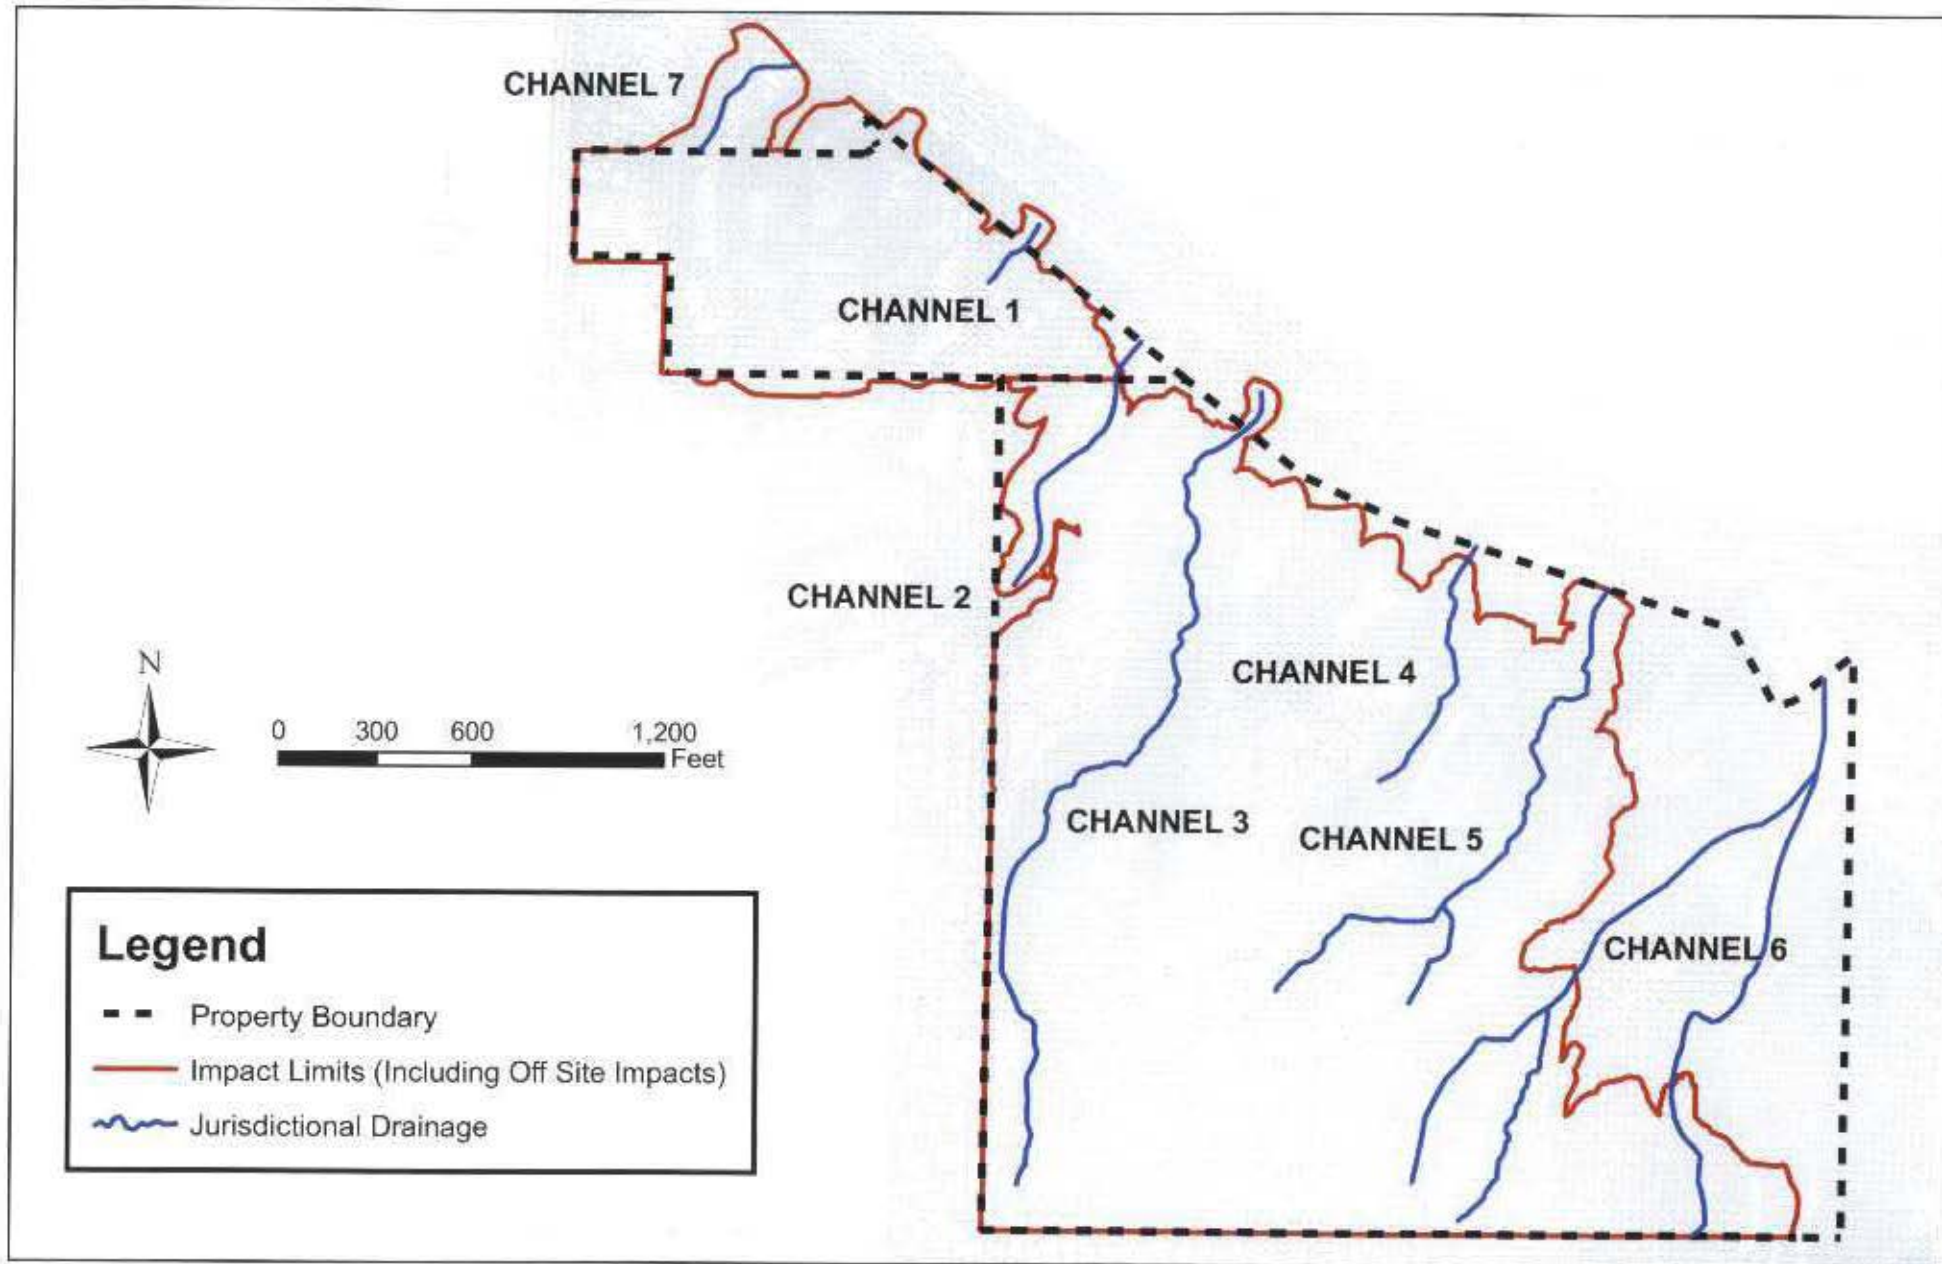 CHANNEL 7
CHANNEL 1
CHANNEL 2
CHANNEL 4
N
0 300 600 1,200
Feet
CHANNEL 3
CHANNEL 5
CHANNEL 6
Legend
Property Boundary
Impact Limits (Including Off Site Impacts)
Jurisdictional Drainage